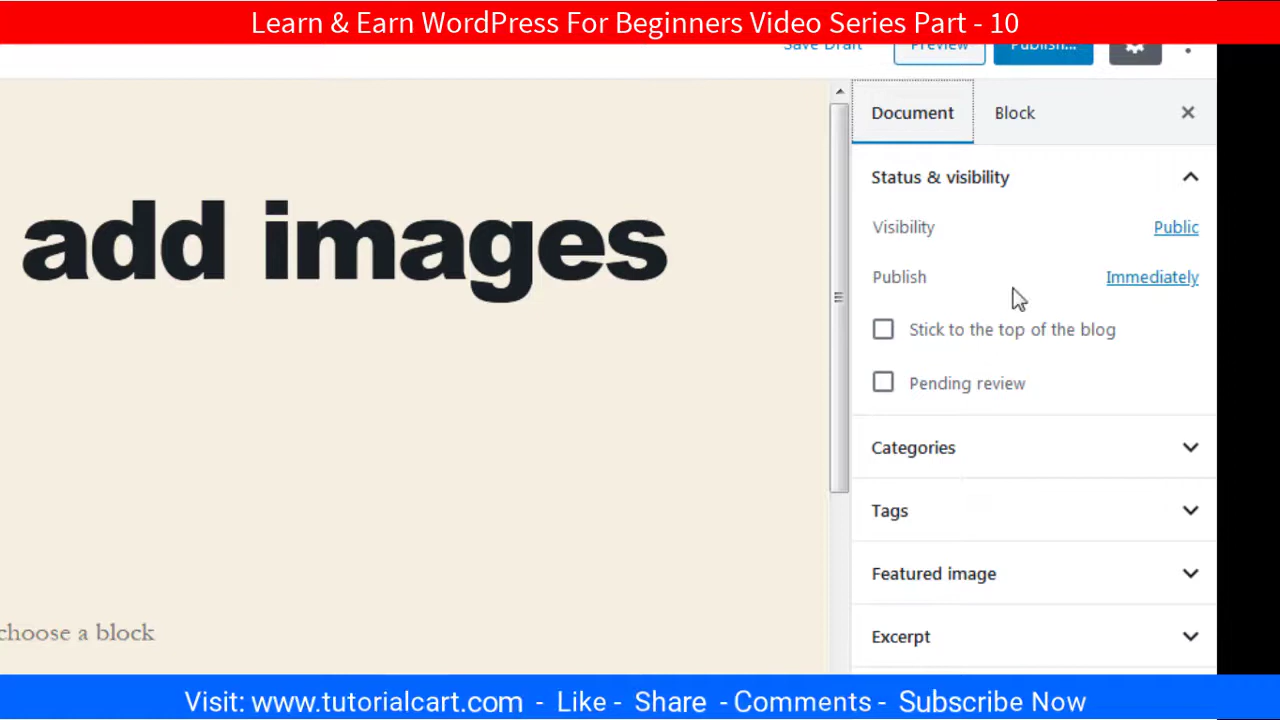 Learn & Earn WordPress For Beginners Video Series Part - 10
Save Draft
Preview
Publish...
Document
Block
Status & visibility
Visibility
Public
add images
Publish
Immediately
Stick to the top of the blog
Pending review
Categories
Tags
Featured image
choose a block
Excerpt
Visit: www.tutorialcart.com - Like - Share - Comments - Subscribe Now